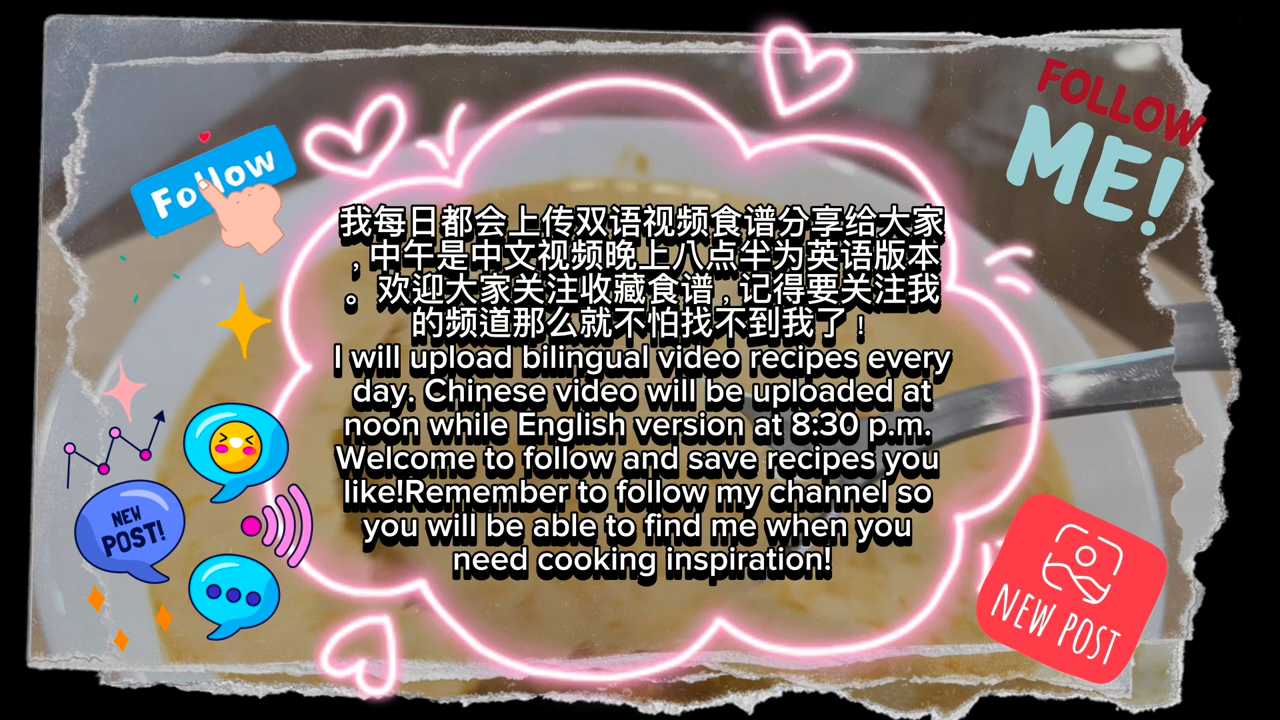 Follow
FOLLOW
ME!
我每日都会上传双语视频食谱分享给大家
，中午是中文视频晚上八点半为英语版本
。欢迎大家关注收藏食谱，记得要关注我
的频道那么就不怕找不到我了！
I will upload bilingual video recipes every
day. Chinese video will be uploaded at
noon while English version at 8:30 p.m.
Welcome to follow and save recipes you
like!Remember to follow my channel so
you will be able to find me when you
need cooking inspiration!
NEW
POST!
NEW POST